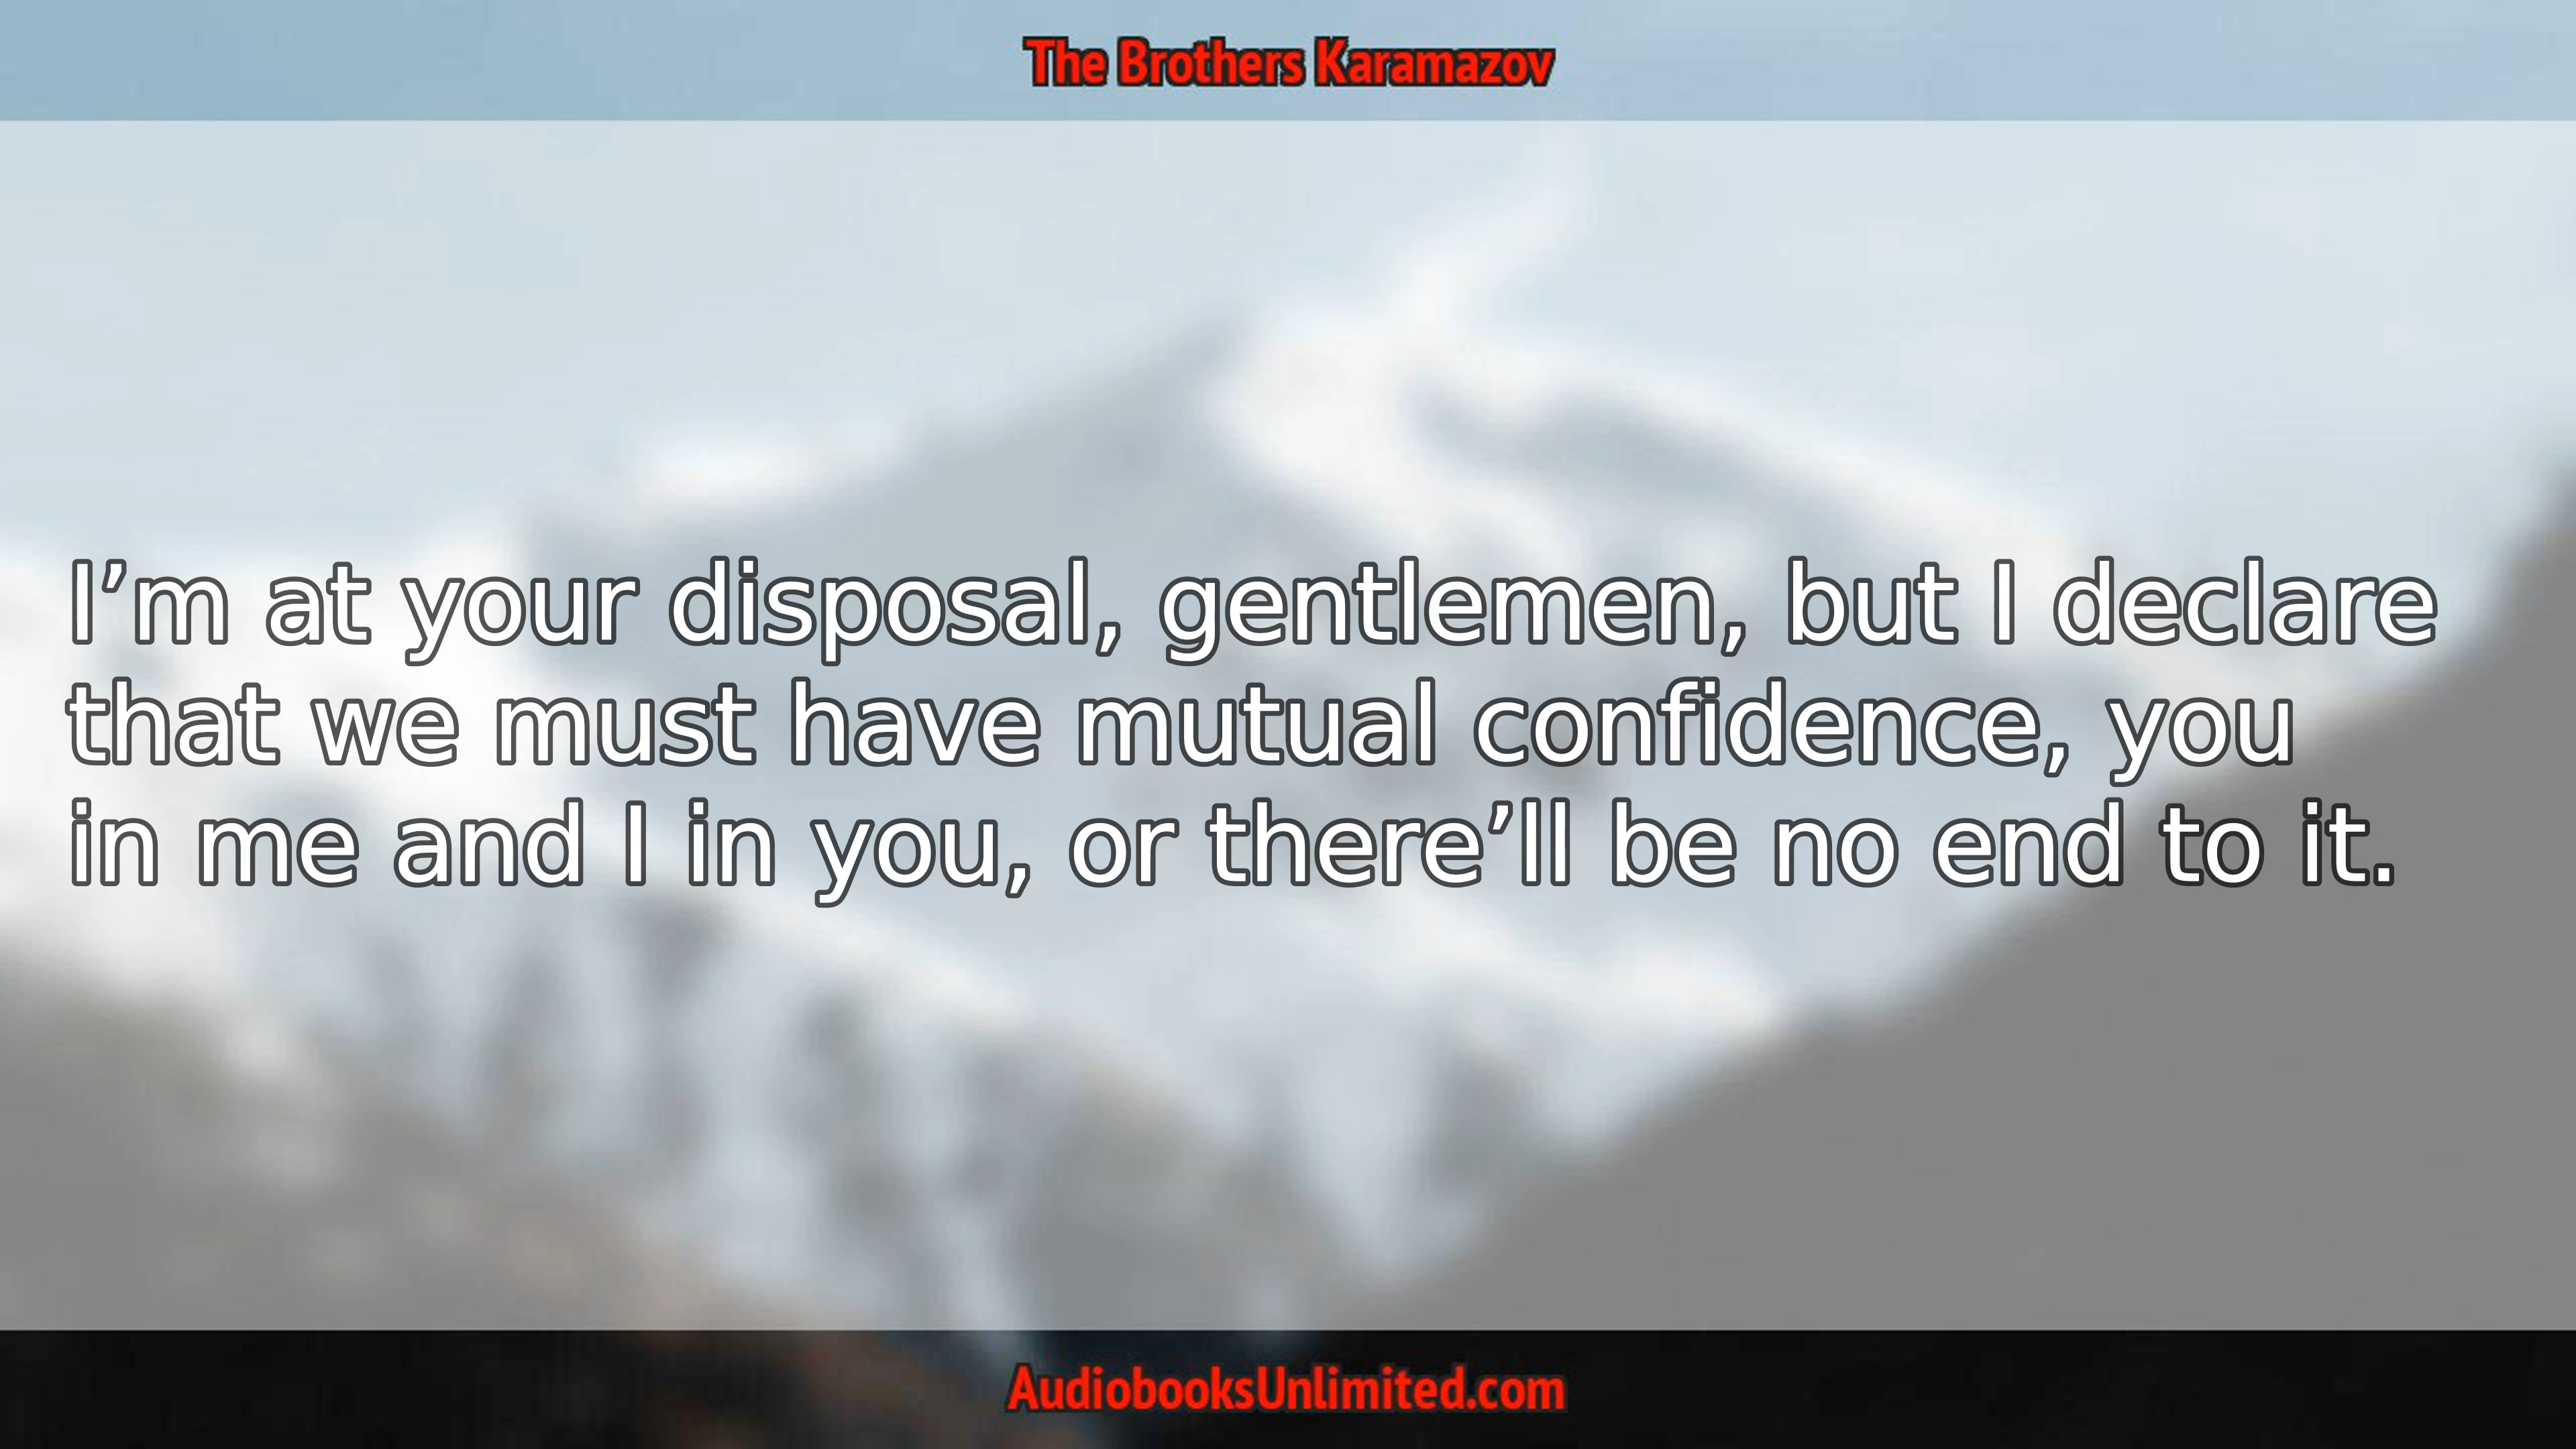 The Brothers Karamazov
I’m at your disposal, gentlemen, but I declare
that we must have mutual confidence, you
in me and I in you, or there’ll be no end to it.
AudiobooksUnlimited.com